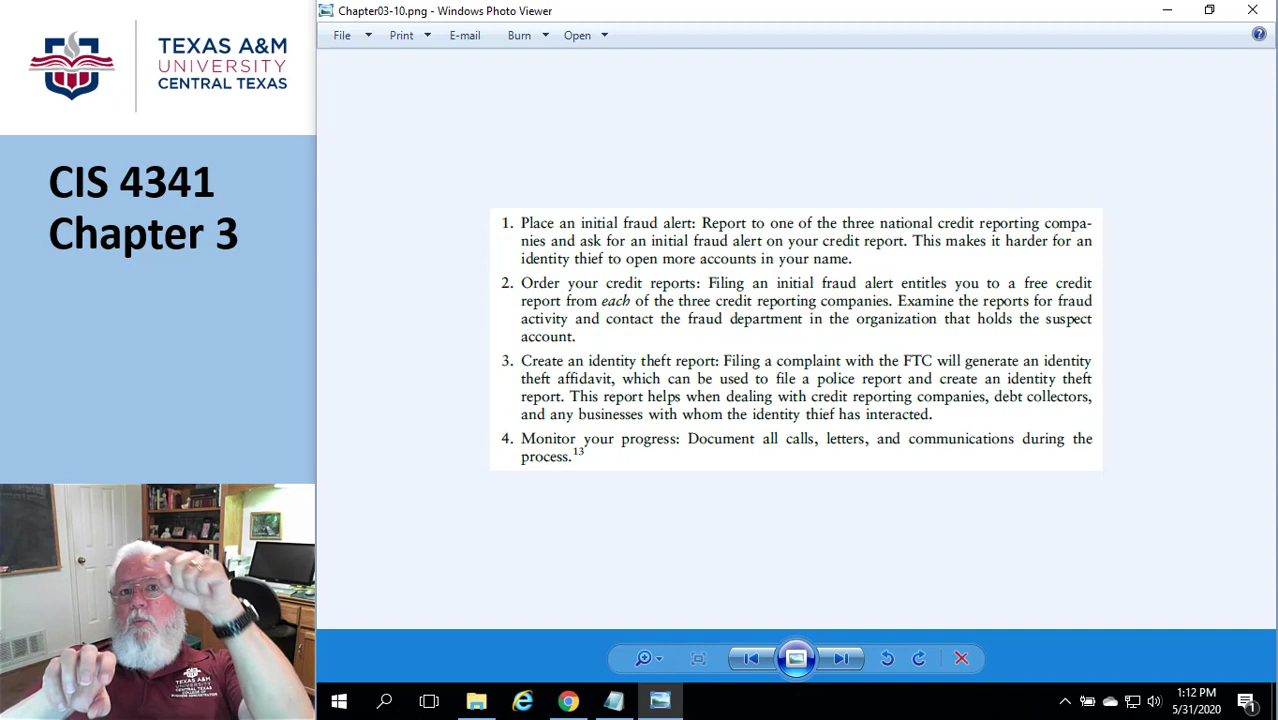 Chapter03-10.png - Windows Photo Viewer
File Print E-mail Burn Open
TEXAS A&M
UNIVERSITY
CENTRAL TEXAS
CIS 4341
Chapter 3
1. Place an initial fraud alert: Report to one of the three national credit reporting compa-
nies and ask for an initial fraud alert on your credit report. This makes it harder for an
identity thief to open more accounts in your name.
2. Order your credit reports: Filing an initial fraud alert entitles you to a free credit
report from each of the three credit reporting companies. Examine the reports for fraud
activity and contact the fraud department in the organization that holds the suspect
account.
3. Create an identity theft report: Filing a complaint with the FTC will generate an identity
theft affidavit, which can be used to file a police report and create an identity theft
report. This report helps when dealing with credit reporting companies, debt collectors,
and any businesses with whom the identity thief has interacted.
4. Monitor your progress: Document all calls, letters, and communications during the
process.13
TEXAS A&M
UNIVERSITY
CENTRAL TEXAS
COLLEGE OF
BUSINESS ADMINISTRATION
1:12 PM
5/31/2020
1